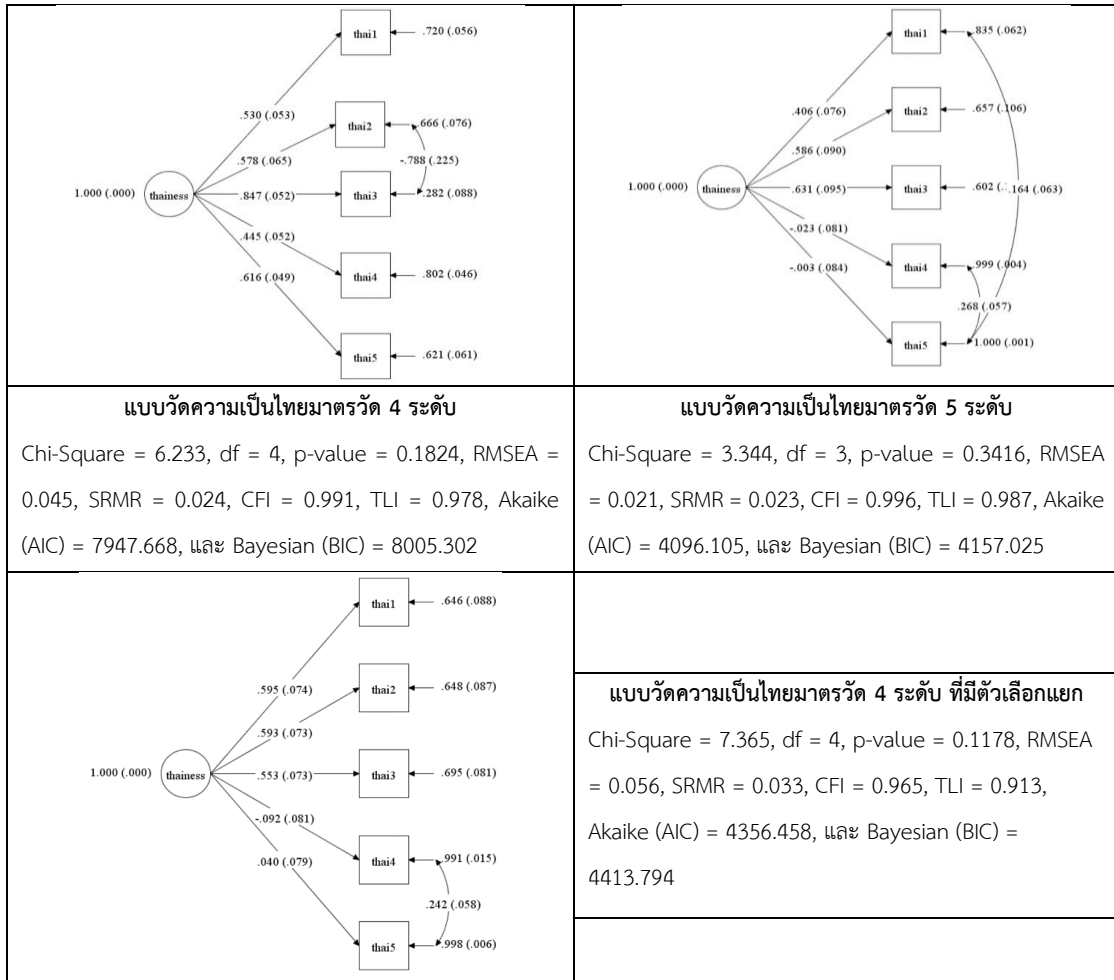 thai1
.720 (.056)
.530 (.053)
thai2
.666 (.076)
.578 (.065)
-.788 (.225)
1.000 (.000)
thainess
.847 (.052)
thai3
.282 (.088)
.445 (.052)
.616 (.049)
thai4
.802 (.046)
thai5
.621 (.061)
แบบวัดความเป็นไทยมาตรวัด 4 ระดับ
Chi-Square = 6.233, df = 4, p-value = 0.1824, RMSEA =
0.045, SRMR = 0.024, CFI = 0.991, TLI = 0.978, Akaike
(AIC) = 7947.668, และ Bayesian (BIC) = 8005.302
thai1
.835 (.062)
.406 (.076)
thai2
.657 (.106)
.586 (.090)
1.000 (.000)
thainess
.631 (.095)
thai3
.602 (.
.164 (.063)
-.023 (.081)
-.003 (.084)
thai4
.999 (.004)
.268 (.057)
thai5
1.000 (.001)
แบบวัดความเป็นไทยมาตรวัด 5 ระดับ
Chi-Square = 3.344, df = 3, p-value = 0.3416, RMSEA
= 0.021, SRMR = 0.023, CFI = 0.996, TLI = 0.987, Akaike
(AIC) = 4096.105, และ Bayesian (BIC) = 4157.025
thai1
.646 (.088)
.595 (.074)
thai2
.648 (.087)
.593 (.073)
1.000 (.000)
thainess
.553 (.073)
thai3
.695 (.081)
-.092 (.081)
.040 (.079)
thai4
.991 (.015)
.242 (.058)
thai5
.998 (.006)
แบบวัดความเป็นไทยมาตรวัด 4 ระดับ ที่มีตัวเลือกแยก
Chi-Square = 7.365, df = 4, p-value = 0.1178, RMSEA
= 0.056, SRMR = 0.033, CFI = 0.965, TLI = 0.913,
Akaike (AIC) = 4356.458, และ Bayesian (BIC) =
4413.794